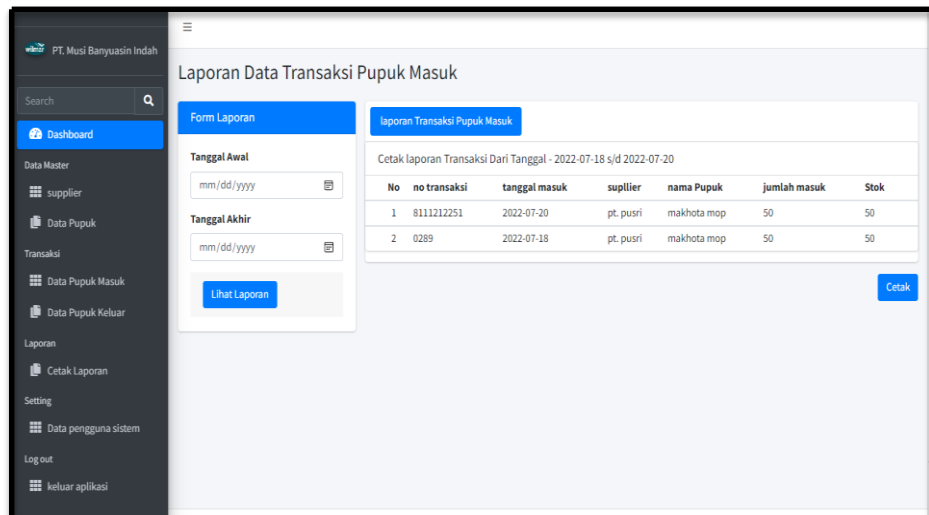 wilmar PT. Musi Banyuasin Indah
Search
Dashboard
Data Master
supplier
Data Pupuk
Transaksi
Data Pupuk Masuk
Data Pupuk Keluar
Laporan
Cetak Laporan
Setting
Data pengguna sistem
Log out
keluar aplikasi
Laporan Data Transaksi Pupuk Masuk
Form Laporan
Tanggal Awal
mm/dd/yyyy
Tanggal Akhir
mm/dd/yyyy
Lihat Laporan
laporan Transaksi Pupuk Masuk
Cetak laporan Transaksi Dari Tanggal - 2022-07-18 s/d 2022-07-20
No no transaksi tanggal masuk supllier nama Pupuk jumlah masuk Stok
1 8111212251 2022-07-20 pt. pusri makhota mop 50 50
2 0289 2022-07-18 pt. pusri makhota mop 50 50
Cetak